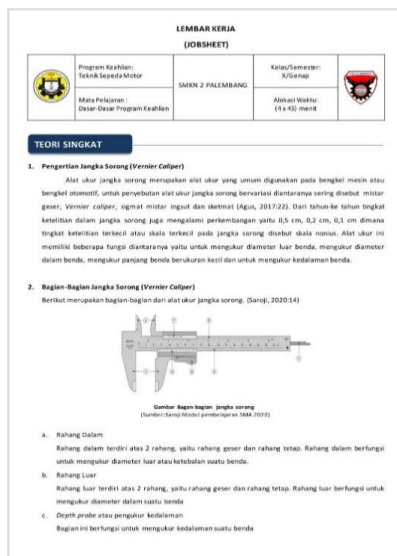 LEMBAR KERJA
(JOBSHEET)
Program Keahlian:
Teknik Sepeda Motor
SMKN 2 PALEMBANG
Kelas/Semester:
X/Genap
Mata Pelajaran :
Dasar-Dasar Program Keahlian
Alokasi Waktu:
(4 x 45) menit
TEORI SINGKAT
1. Pengertian Jangka Sorong (Vernier Caliper)
Alat ukur jangka sorong merupakan alat ukur yang umum digunakan pada bengkel mesin atau
bengkel otomotif, untuk penyebutan alat ukur jangka sorong bervariasi diantaranya sering disebut mistar
geser, Vernier caliper, sigmat mistar ingsut dan sketmat (Agus, 2017:22). Dari tahun-ke tahun tingkat
ketelitian dalam jangka sorong juga mengalami perkembangan yaitu 0,5 cm, 0,2 cm, 0,1 cm dimana
tingkat ketelitian terkecil atau skala terkecil pada jangka sorong disebut skala nonius. Alat ukur ini
memiliki beberapa fungsi diantaranya yaitu untuk mengukur diameter luar benda, mengukur diameter
dalam benda, mengukur panjang benda berukuran kecil dan untuk mengukur kedalaman benda.
2. Bagian-Bagian Jangka Sorong (Vernier Caliper)
Berikut merupakan bagian-bagian dari alat ukur jangka sorong. (Saroji, 2020:14)
Gambar Bagan-bagian jangka sorong
(Sumber:Saroji Modul pembelajaran SMA 2020)
a. Rahang Dalam
Rahang dalam terdiri atas 2 rahang, yaitu rahang geser dan rahang tetap. Rahang dalam berfungsi
untuk mengukur diameter luar atau ketebalan suatu benda.
b. Rahang Luar
Rahang luar terdiri atas 2 rahang, yaitu rahang geser dan rahang tetap. Rahang luar berfungsi untuk
mengukur diameter dalam suatu benda
c. Depth probe atau pengukur kedalaman
Bagian ini berfungsi untuk mengukur kedalaman suatu benda